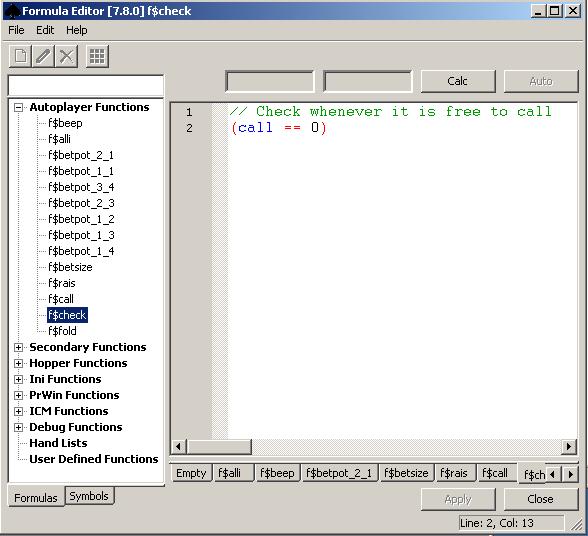 Formula Editor [7.8.0] f$check
File Edit Help
Calc Auto
Autoplayer Functions
f$beep
f$alli
f$betpot_2_1
f$betpot_1_1
f$betpot_3_4
f$betpot_2_3
f$betpot_1_2
f$betpot_1_3
f$betpot_1_4
f$betsize
f$rais
f$call
f$check
f$fold
Secondary Functions
Hopper Functions
Ini Functions
PrWin Functions
ICM Functions
Debug Functions
Hand Lists
User Defined Functions
1 // Check whenever it is free to call
2 (call == 0)
Empty f$alli f$beep f$betpot_2_1 f$betsize f$rais f$call f$ch
Formulas Symbols
Apply Close
Line: 2, Col: 13